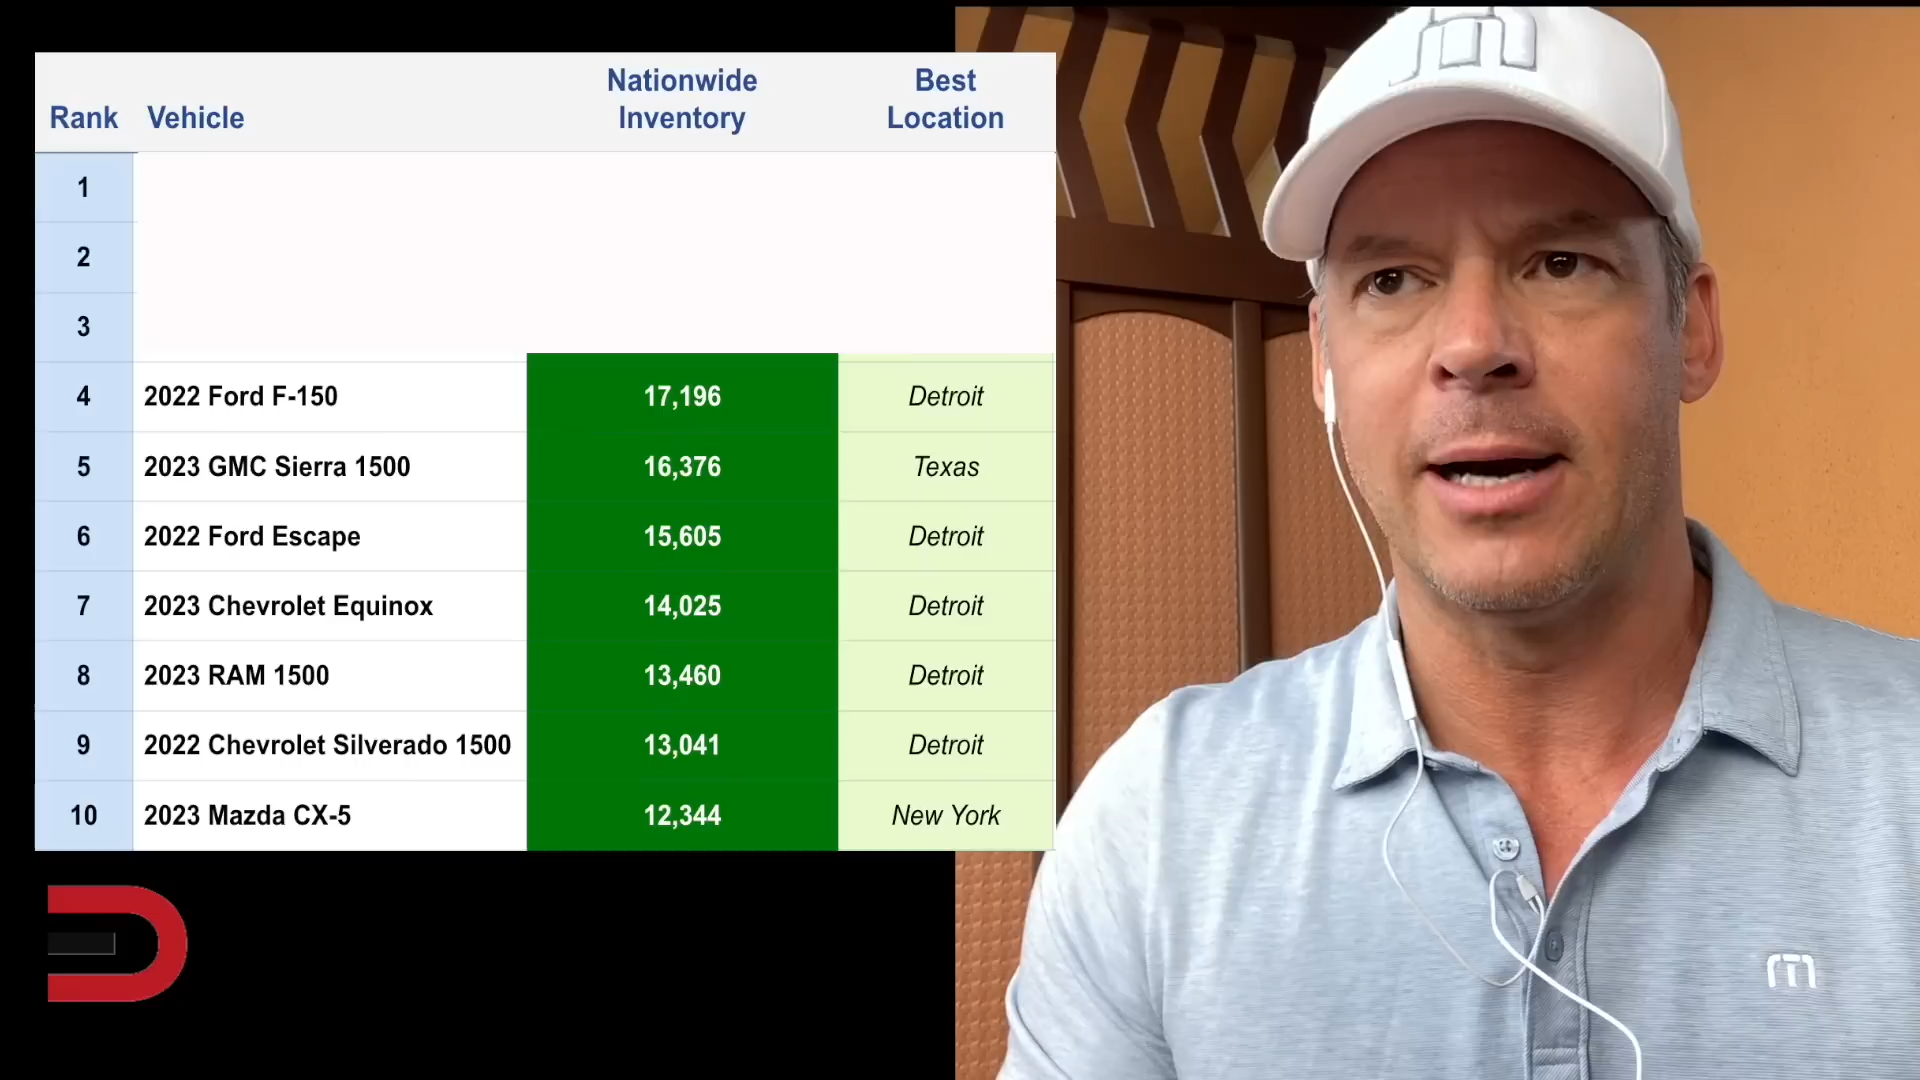 Rank Vehicle Nationwide Inventory Best Location
1
2
3
4 2022 Ford F-150 17,196 Detroit
5 2023 GMC Sierra 1500 16,376 Texas
6 2022 Ford Escape 15,605 Detroit
7 2023 Chevrolet Equinox 14,025 Detroit
8 2023 RAM 1500 13,460 Detroit
9 2022 Chevrolet Silverado 1500 13,041 Detroit
10 2023 Mazda CX-5 12,344 New York